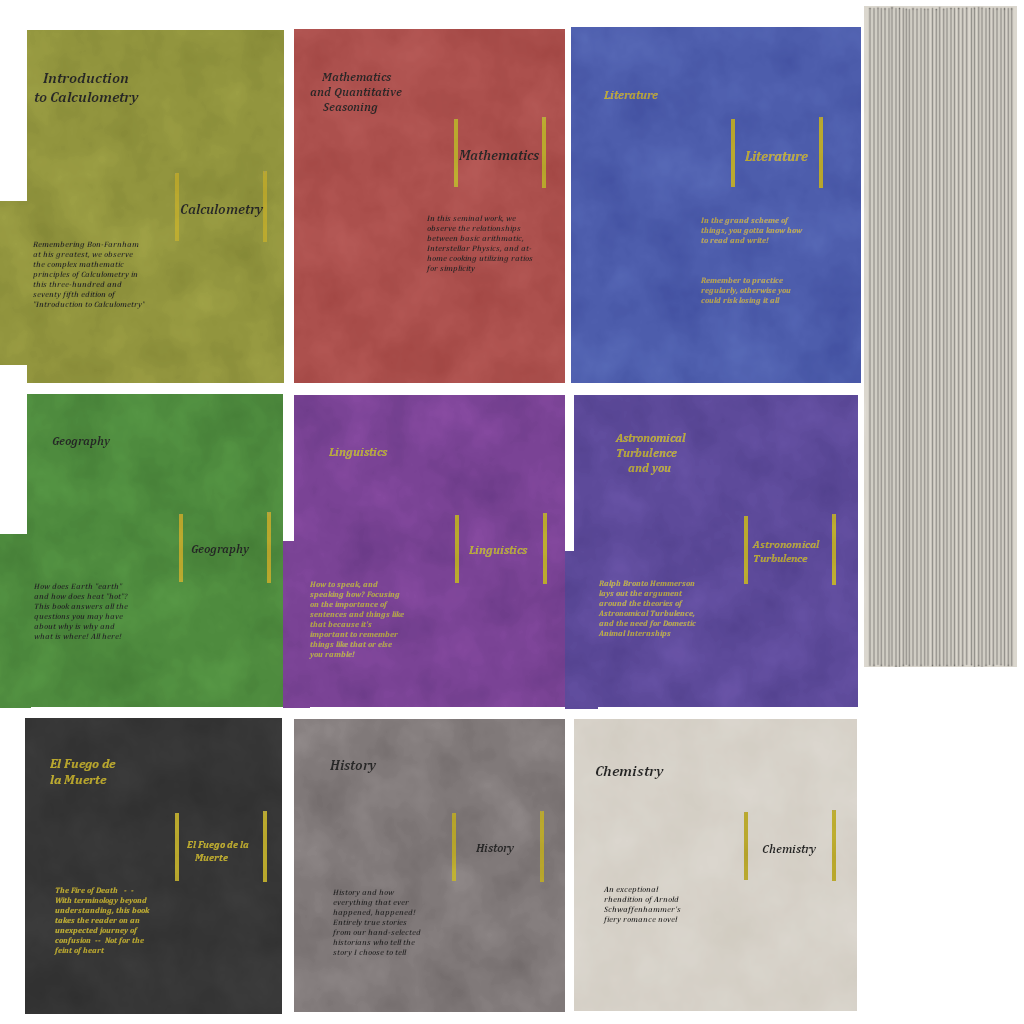 Introduction
to Calculometry
Calculometry
Remembering Bon-Farnham
at his greatest, we observe
the complex mathematic
principles of Calculometry in
this three-hundred and
seventy fifth edition of
"Introduction to Calculometry"
Mathematics
and Quantitative
Seasoning
Mathematics
In this seminal work, we
observe the relationships
between basic arithmatic,
Interstellar Physics, and at-
home cooking utilizing ratios
for simplicity
Literature
Literature
In the grand scheme of
things, you gotta know how
to read and write!
Remember to practice
regularly, otherwise you
could risk losing it all
Geography
Geography
How does Earth "earth"
and how does heat "hot"?
This book answers all the
questions you may have
about why is why and
what is where! All here!
Linguistics
Linguistics
How to speak, and
speaking how? Focusing
on the importance of
sentences and things like
that because it's
important to remember
things like that or else
you ramble!
Astronomical
Turbulence
and you
Astronomical
Turbulence
Ralph Bronto Hemmerson
lays out the argument
around the theories of
Astronomical Turbulence,
and the need for Domestic
Animal Internships
El Fuego de
la Muerte
El Fuego de la
Muerte
The Fire of Death - -
With terminology beyond
understanding, this book
takes the reader on an
unexpected journey of
confusion -- Not for the
feint of heart
History
History
History and how
everything that ever
happened, happened!
Entirely true stories
from our hand-selected
historians who tell the
story I choose to tell
Chemistry
Chemistry
An exceptional
rhendition of Arnold
Schwaffenhammer's
fiery romance novel